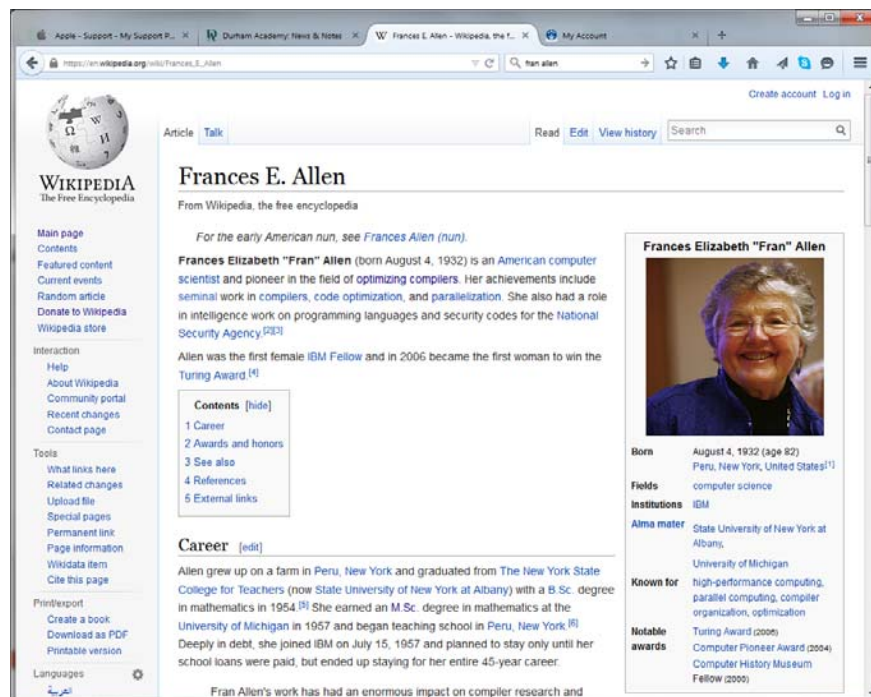 Apple - Support - My Support P...
Durham Academy: News & Notes
Frances E. Allen - Wikipedia, the f...
My Account
https://en.wikipedia.org/wiki/Frances_E._Allen
fran allen
Create account Log in
Article Talk
Read Edit View history Search
WIKIPEDIA
The Free Encyclopedia
Main page
Contents
Featured content
Current events
Random article
Donate to Wikipedia
Wikipedia store
Interaction
Help
About Wikipedia
Community portal
Recent changes
Contact page
Tools
What links here
Related changes
Upload file
Special pages
Permanent link
Page information
Wikidata item
Cite this page
Print/export
Create a book
Download as PDF
Printable version
Languages
العربية
Frances E. Allen
From Wikipedia, the free encyclopedia
For the early American nun, see Frances Allen (nun).
Frances Elizabeth "Fran" Allen (born August 4, 1932) is an American computer
scientist and pioneer in the field of optimizing compilers. Her achievements include
seminal work in compilers, code optimization, and parallelization. She also had a role
in intelligence work on programming languages and security codes for the National
Security Agency.[2][3]
Allen was the first female IBM Fellow and in 2006 became the first woman to win the
Turing Award.[4]
Contents [hide]
1 Career
2 Awards and honors
3 See also
4 References
5 External links
Career [edit]
Allen grew up on a farm in Peru, New York and graduated from The New York State
College for Teachers (now State University of New York at Albany) with a B.Sc. degree
in mathematics in 1954.[5] She earned an M.Sc. degree in mathematics at the
University of Michigan in 1957 and began teaching school in Peru, New York.[6]
Deeply in debt, she joined IBM on July 15, 1957 and planned to stay only until her
school loans were paid, but ended up staying for her entire 45-year career.
Fran Allen's work has had an enormous impact on compiler research and
Frances Elizabeth "Fran" Allen
Born August 4, 1932 (age 82)
Peru, New York, United States[1]
Fields computer science
Institutions IBM
Alma mater State University of New York at
Albany,
University of Michigan
Known for high-performance computing,
parallel computing, compiler
organization, optimization
Notable Turing Award (2006)
awards Computer Pioneer Award (2004)
Computer History Museum
Fellow (2000)